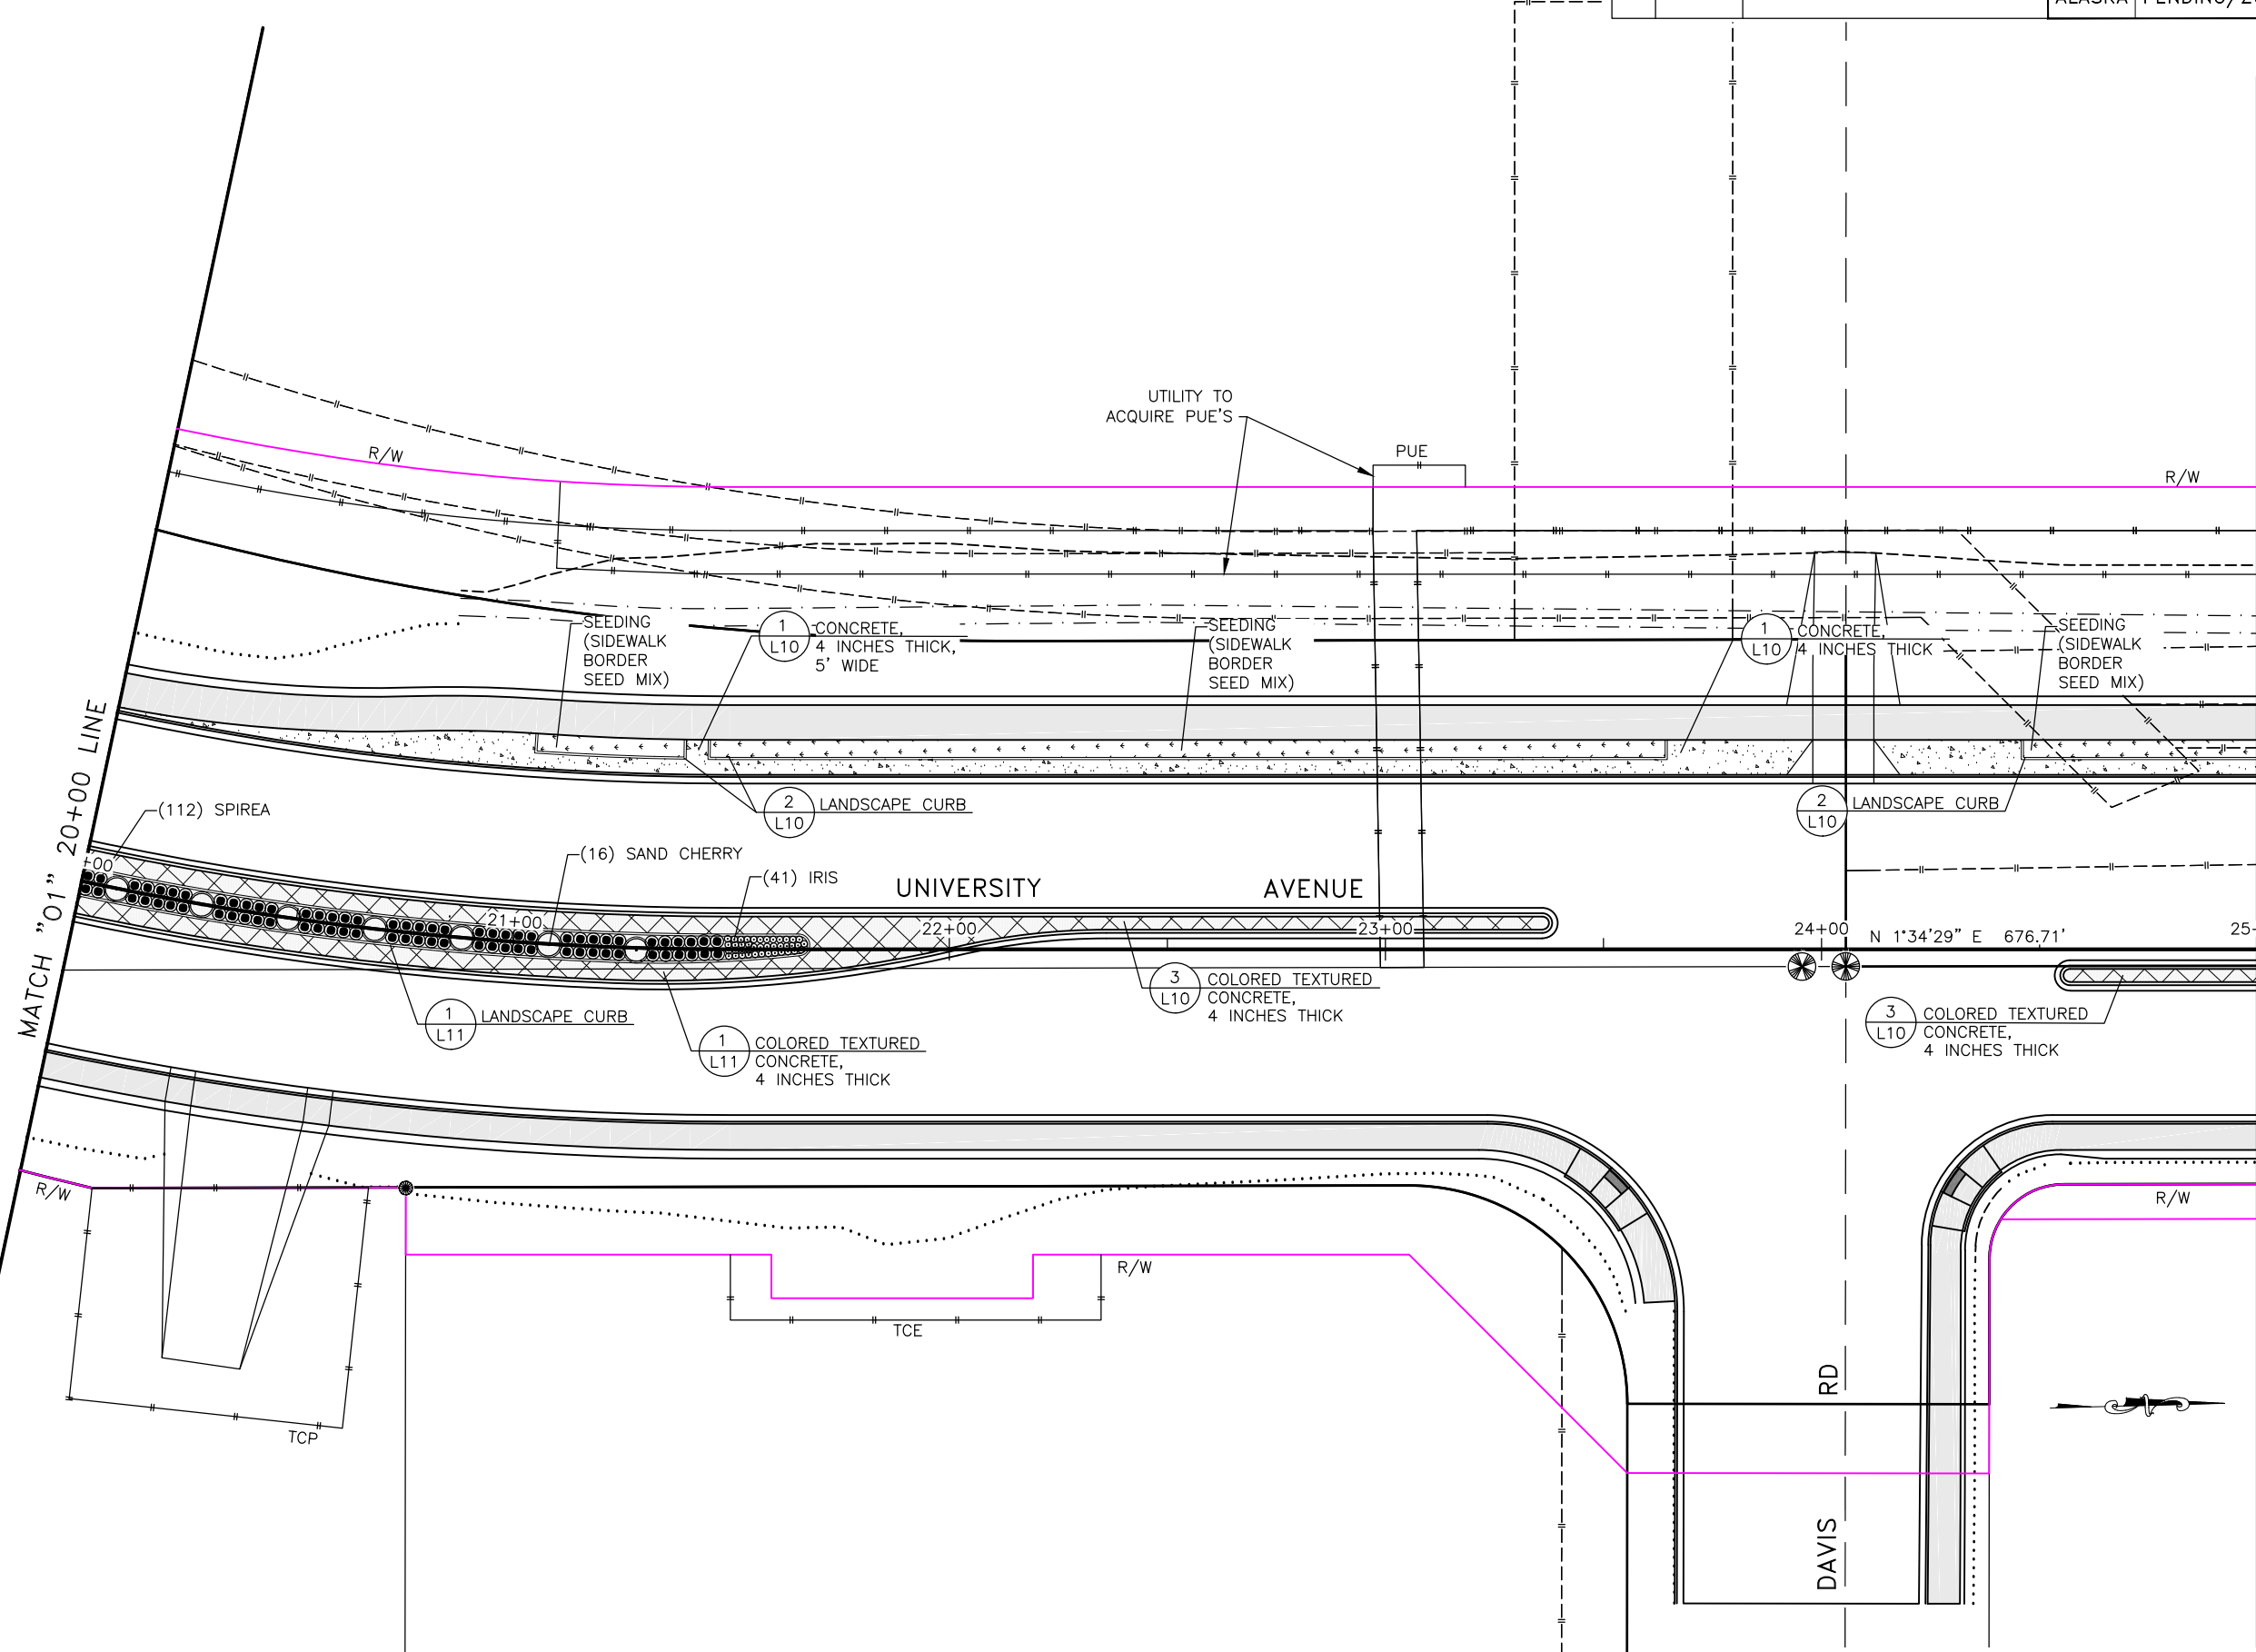 ALASKA
UTILITY TO
ACQUIRE PUE'S
PUE
R/W
R/W
SEEDING
(SIDEWALK
BORDER
SEED MIX)
1
L10
CONCRETE,
4 INCHES THICK,
5' WIDE
SEEDING
(SIDEWALK
BORDER
SEED MIX)
1
L10
CONCRETE,
4 INCHES THICK
SEEDING
(SIDEWALK
BORDER
SEED MIX)
MATCH "01" 20+00 LINE
(112) SPIREA
2
L10
LANDSCAPE CURB
2
L10
LANDSCAPE CURB
(16) SAND CHERRY
(41) IRIS
UNIVERSITY AVENUE
+00
21+00
22+00
23+00
24+00
N 1°34'29" E 676.71'
25
1
L11
LANDSCAPE CURB
1
L11
COLORED TEXTURED
CONCRETE,
4 INCHES THICK
3
L10
COLORED TEXTURED
CONCRETE,
4 INCHES THICK
3
L10
COLORED TEXTURED
CONCRETE,
4 INCHES THICK
R/W
R/W
R/W
TCE
TCP
DAVIS RD